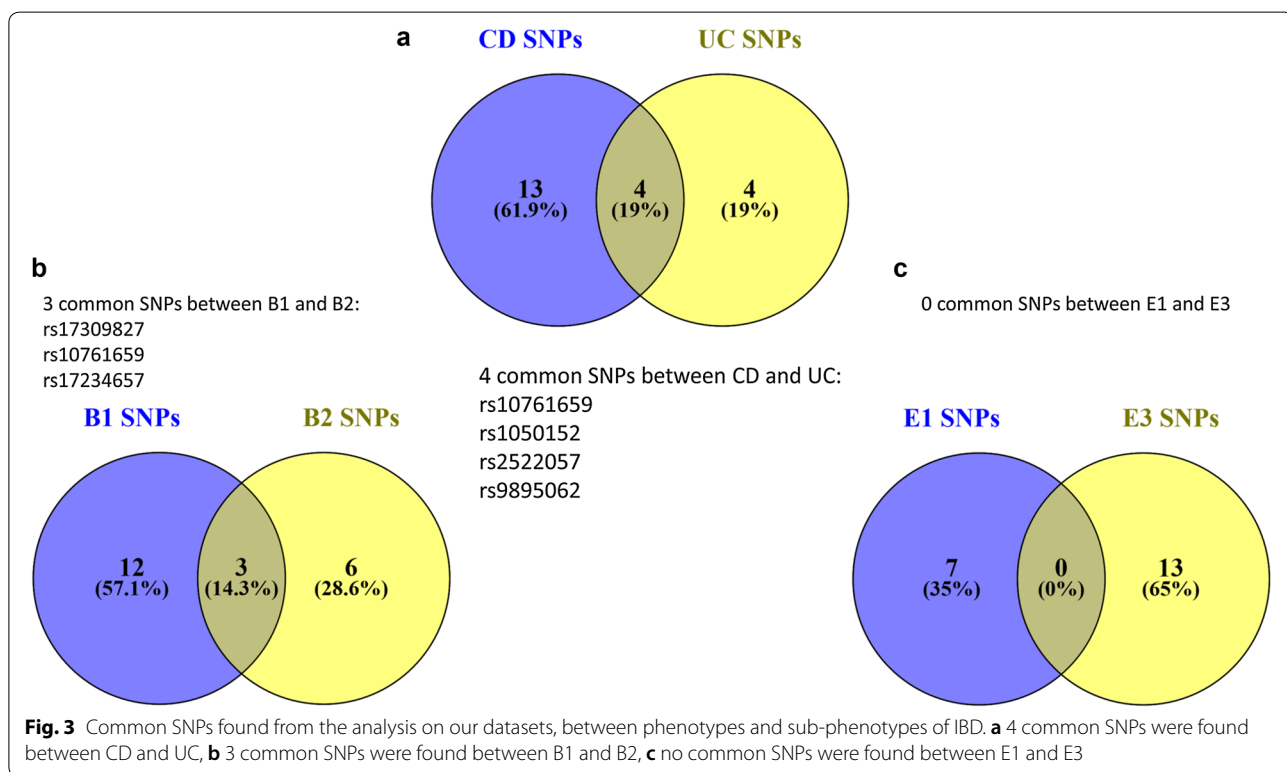 a
CD SNPs
UC SNPs
13
(61.9%)
4
(19%)
4
(19%)
b
3 common SNPs between B1 and B2:
rs17309827
rs10761659
rs17234657
B1 SNPs
B2 SNPs
12
(57.1%)
3
(14.3%)
6
(28.6%)
4 common SNPs between CD and UC:
rs10761659
rs1050152
rs2522057
rs9895062
c
0 common SNPs between E1 and E3
E1 SNPs
E3 SNPs
7
(35%)
0
(0%)
13
(65%)
Fig. 3 Common SNPs found from the analysis on our datasets, between phenotypes and sub-phenotypes of IBD. a 4 common SNPs were found
between CD and UC, b 3 common SNPs were found between B1 and B2, c no common SNPs were found between E1 and E3